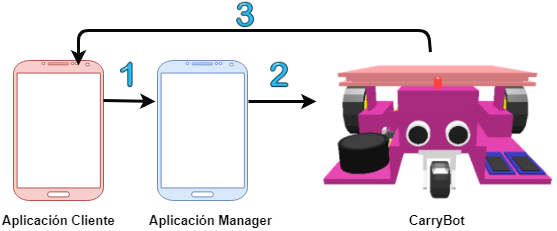 3
1
2
Aplicación Cliente
Aplicación Manager
CarryBot